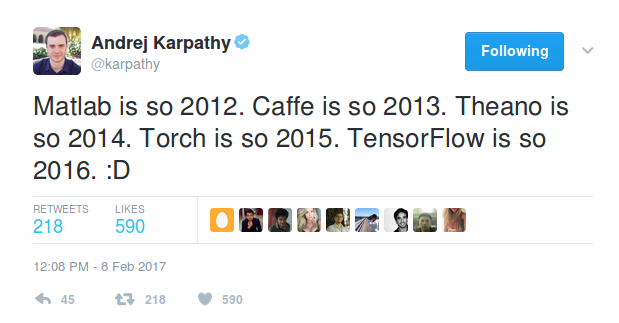 Andrej Karpathy
@karpathy
Following
Matlab is so 2012. Caffe is so 2013. Theano is
so 2014. Torch is so 2015. TensorFlow is so
2016. :D
RETWEETS LIKES
218 590
12:08 PM - 8 Feb 2017
45 218 590